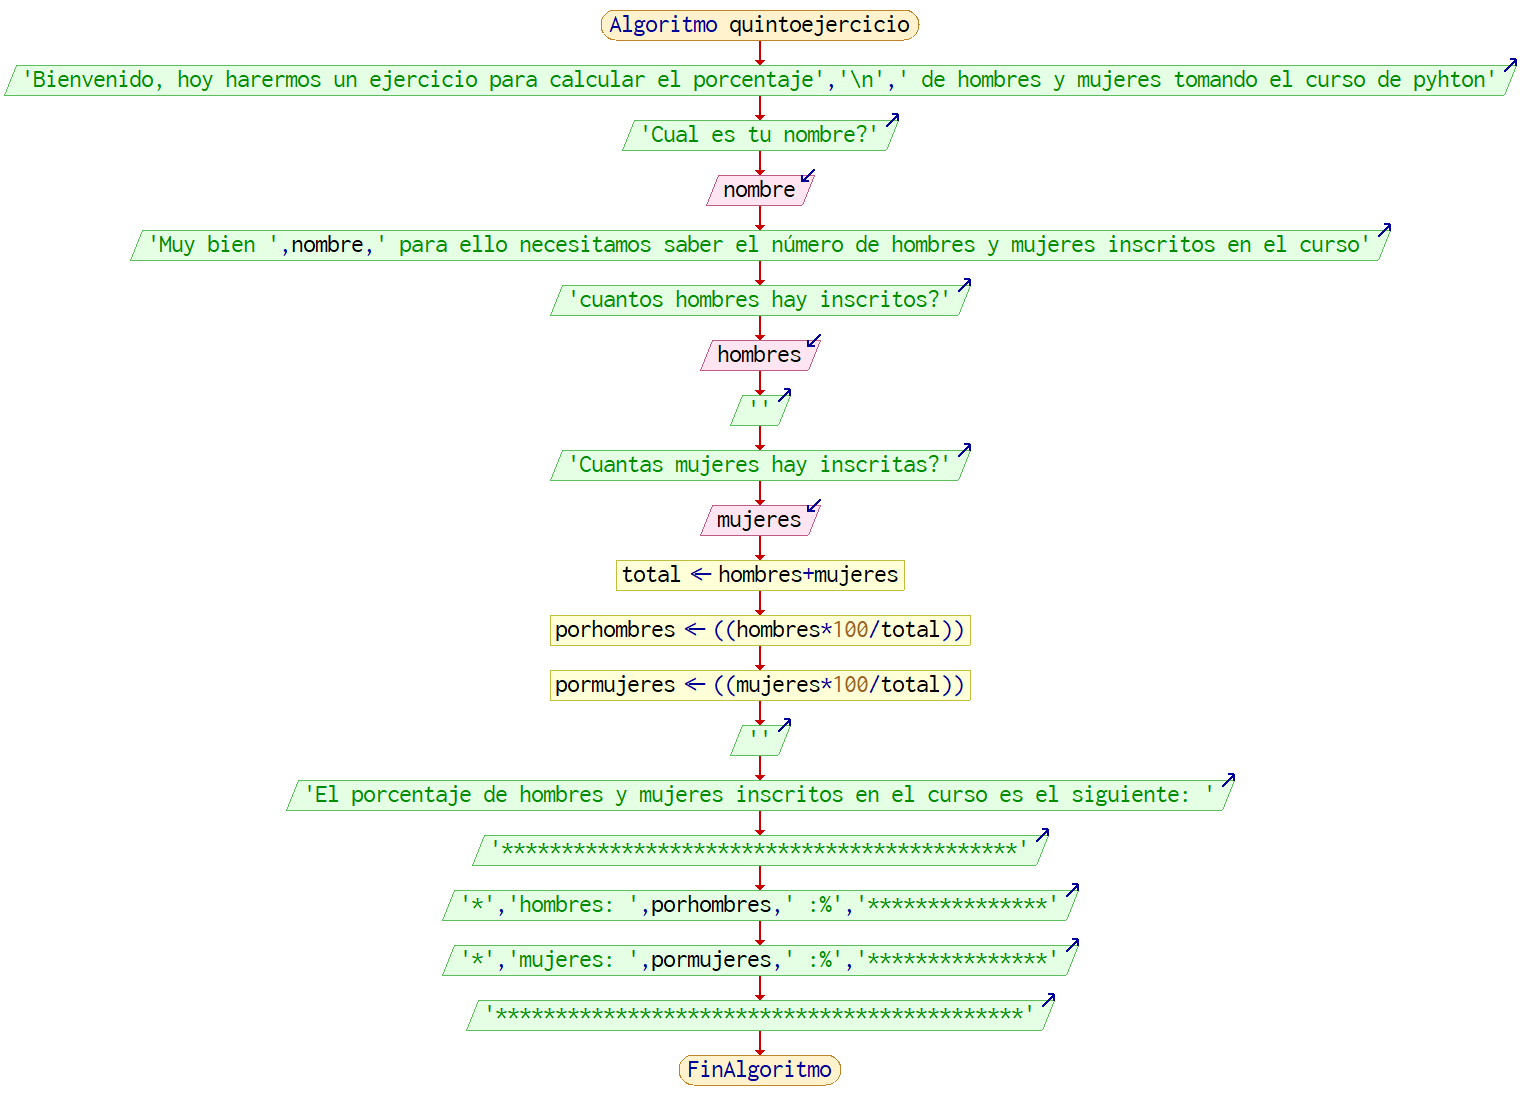 Algoritmo quintoejercicio
'Bienvenido, hoy harermos un ejercicio para calcular el porcentaje','\n',' de hombres y mujeres tomando el curso de pyhton'
'Cual es tu nombre?'
nombre
'Muy bien ',nombre,' para ello necesitamos saber el número de hombres y mujeres inscritos en el curso'
'cuantos hombres hay inscritos?'
hombres
''
'Cuantas mujeres hay inscritas?'
mujeres
total ← hombres+mujeres
porhombres ← ((hombres*100/total))
pormujeres ← ((mujeres*100/total))
''
'El porcentaje de hombres y mujeres inscritos en el curso es el siguiente: '
'*******************************************'
'*','hombres: ',porhombres,' :%','***************'
'*','mujeres: ',pormujeres,' :%','***************'
'********************************************'
FinAlgoritmo